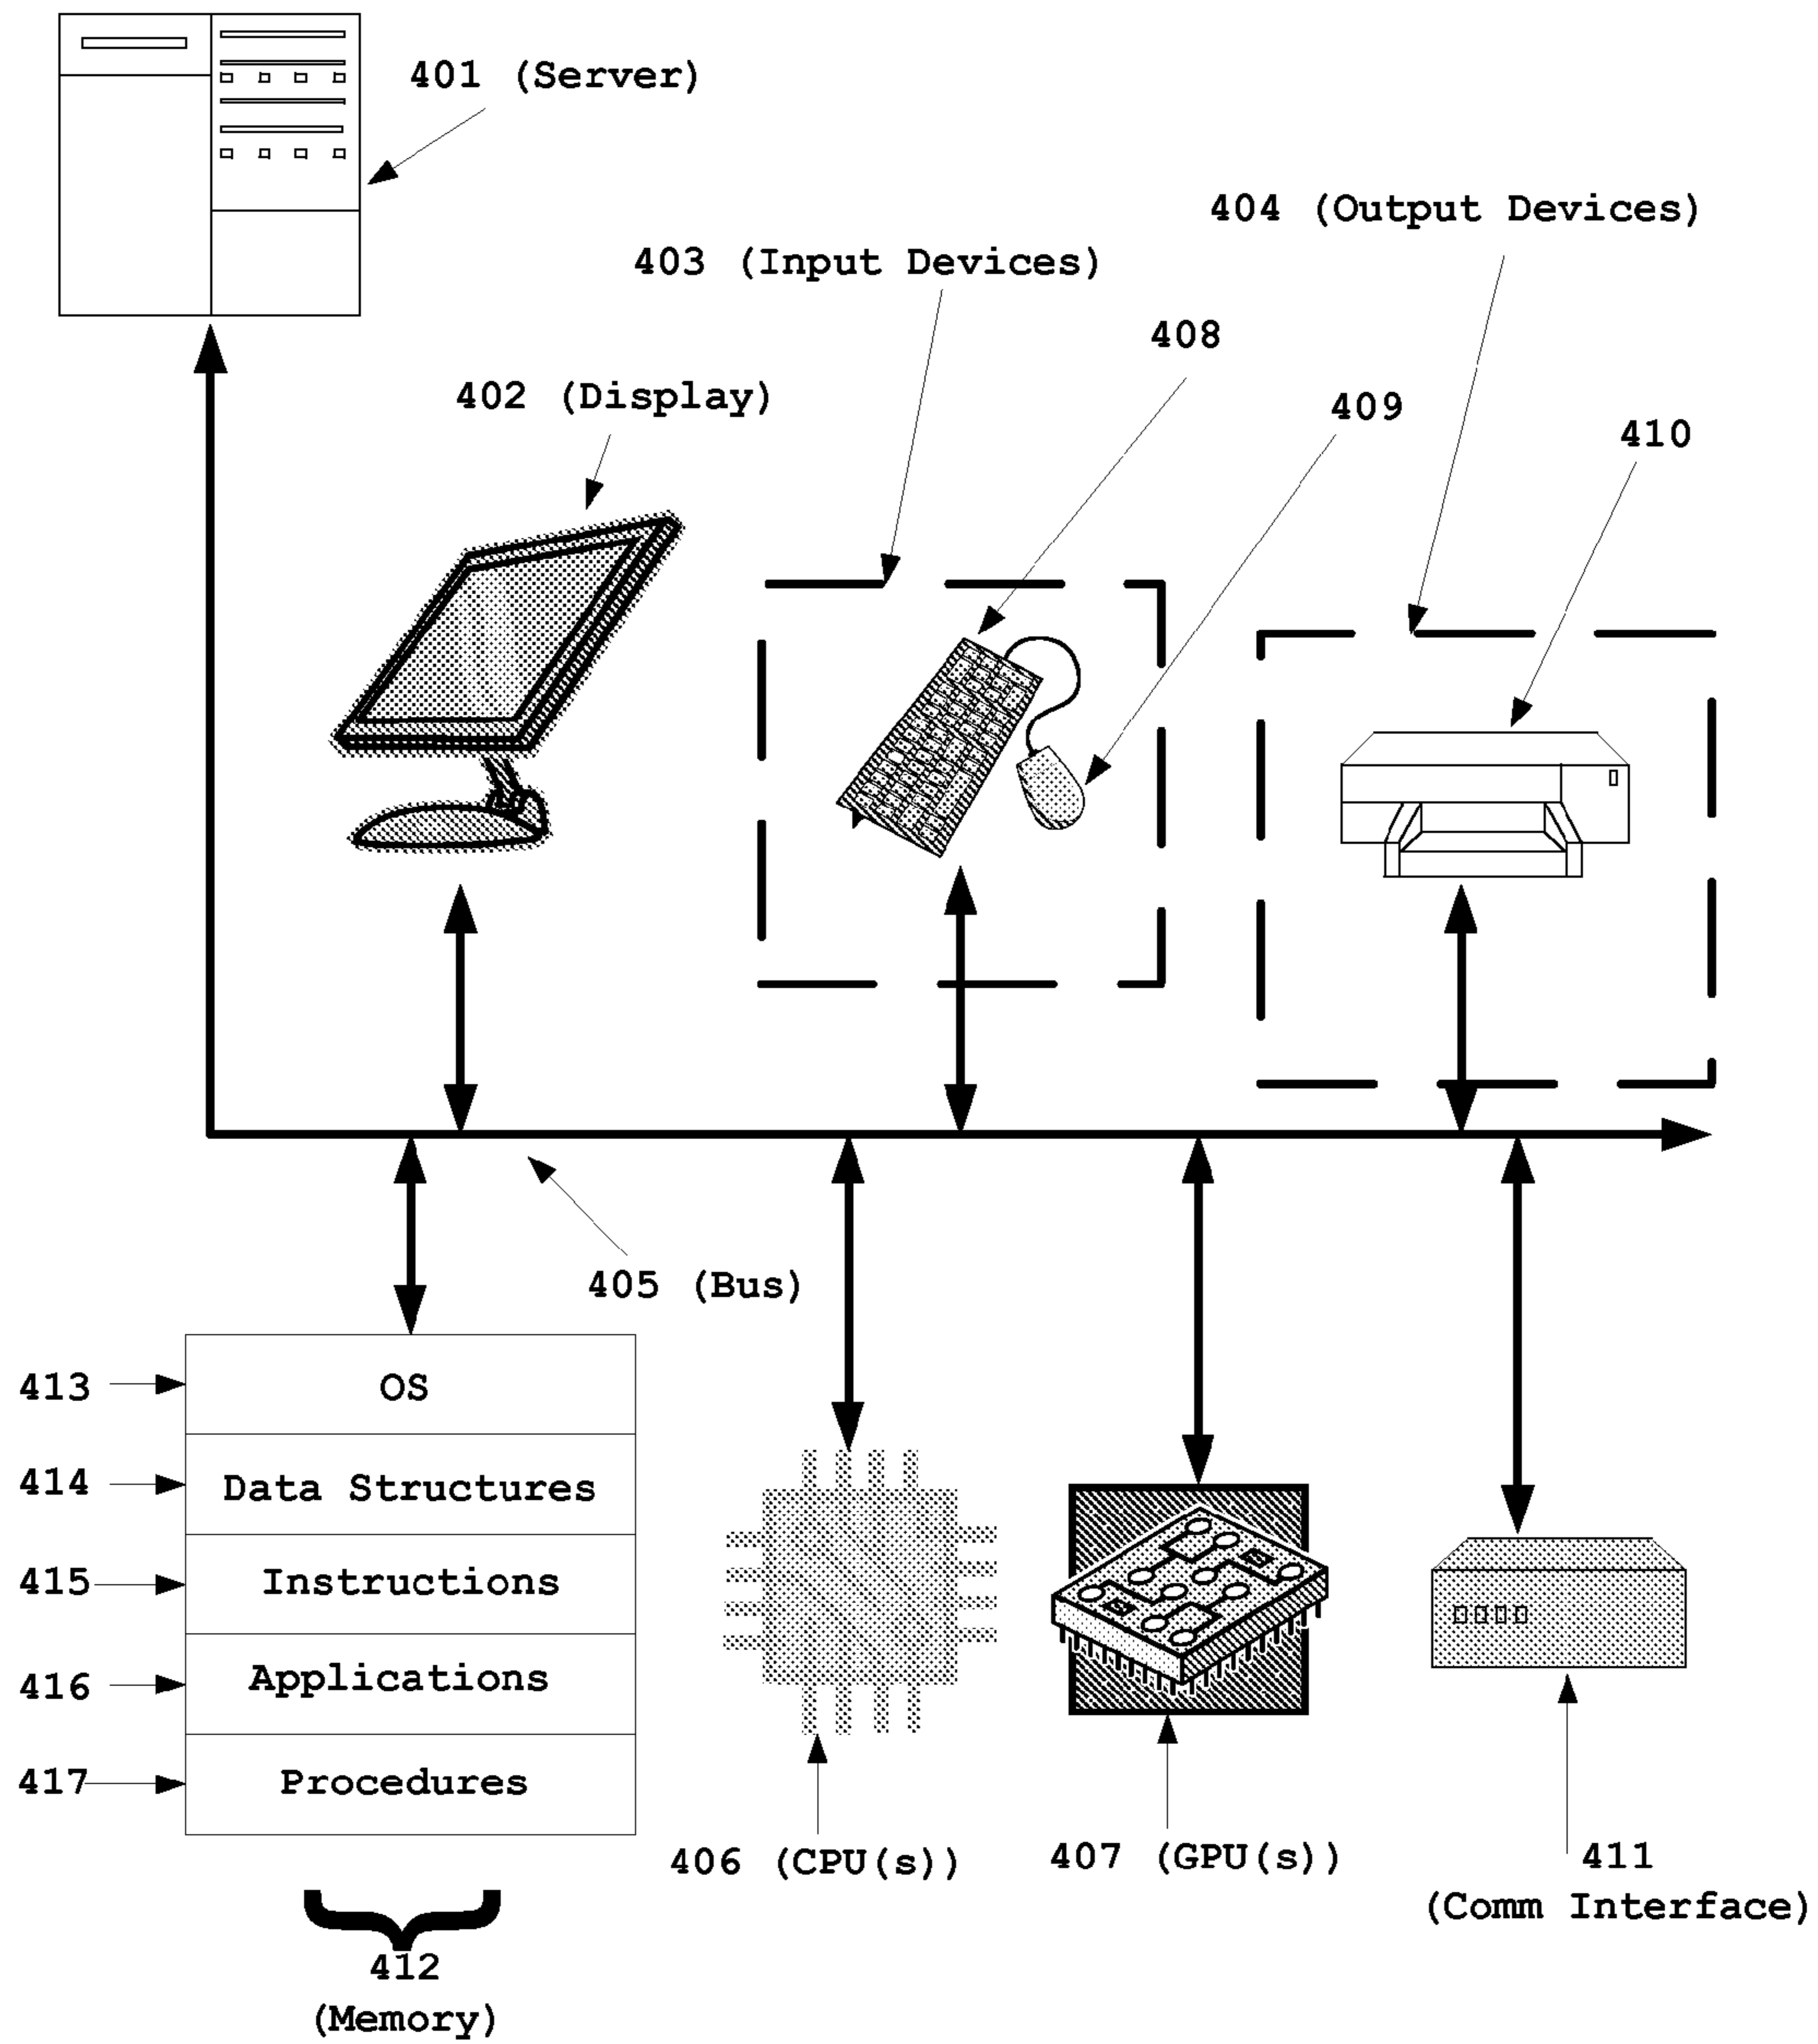 401 (Server)
404 (Output Devices)
403 (Input Devices)
408
402 (Display)
409
410
405 (Bus)
413
OS
414
Data Structures
415
Instructions
416
Applications
417
Procedures
406 (CPU(s))
407 (GPU(s))
411
(Comm Interface)
412
(Memory)